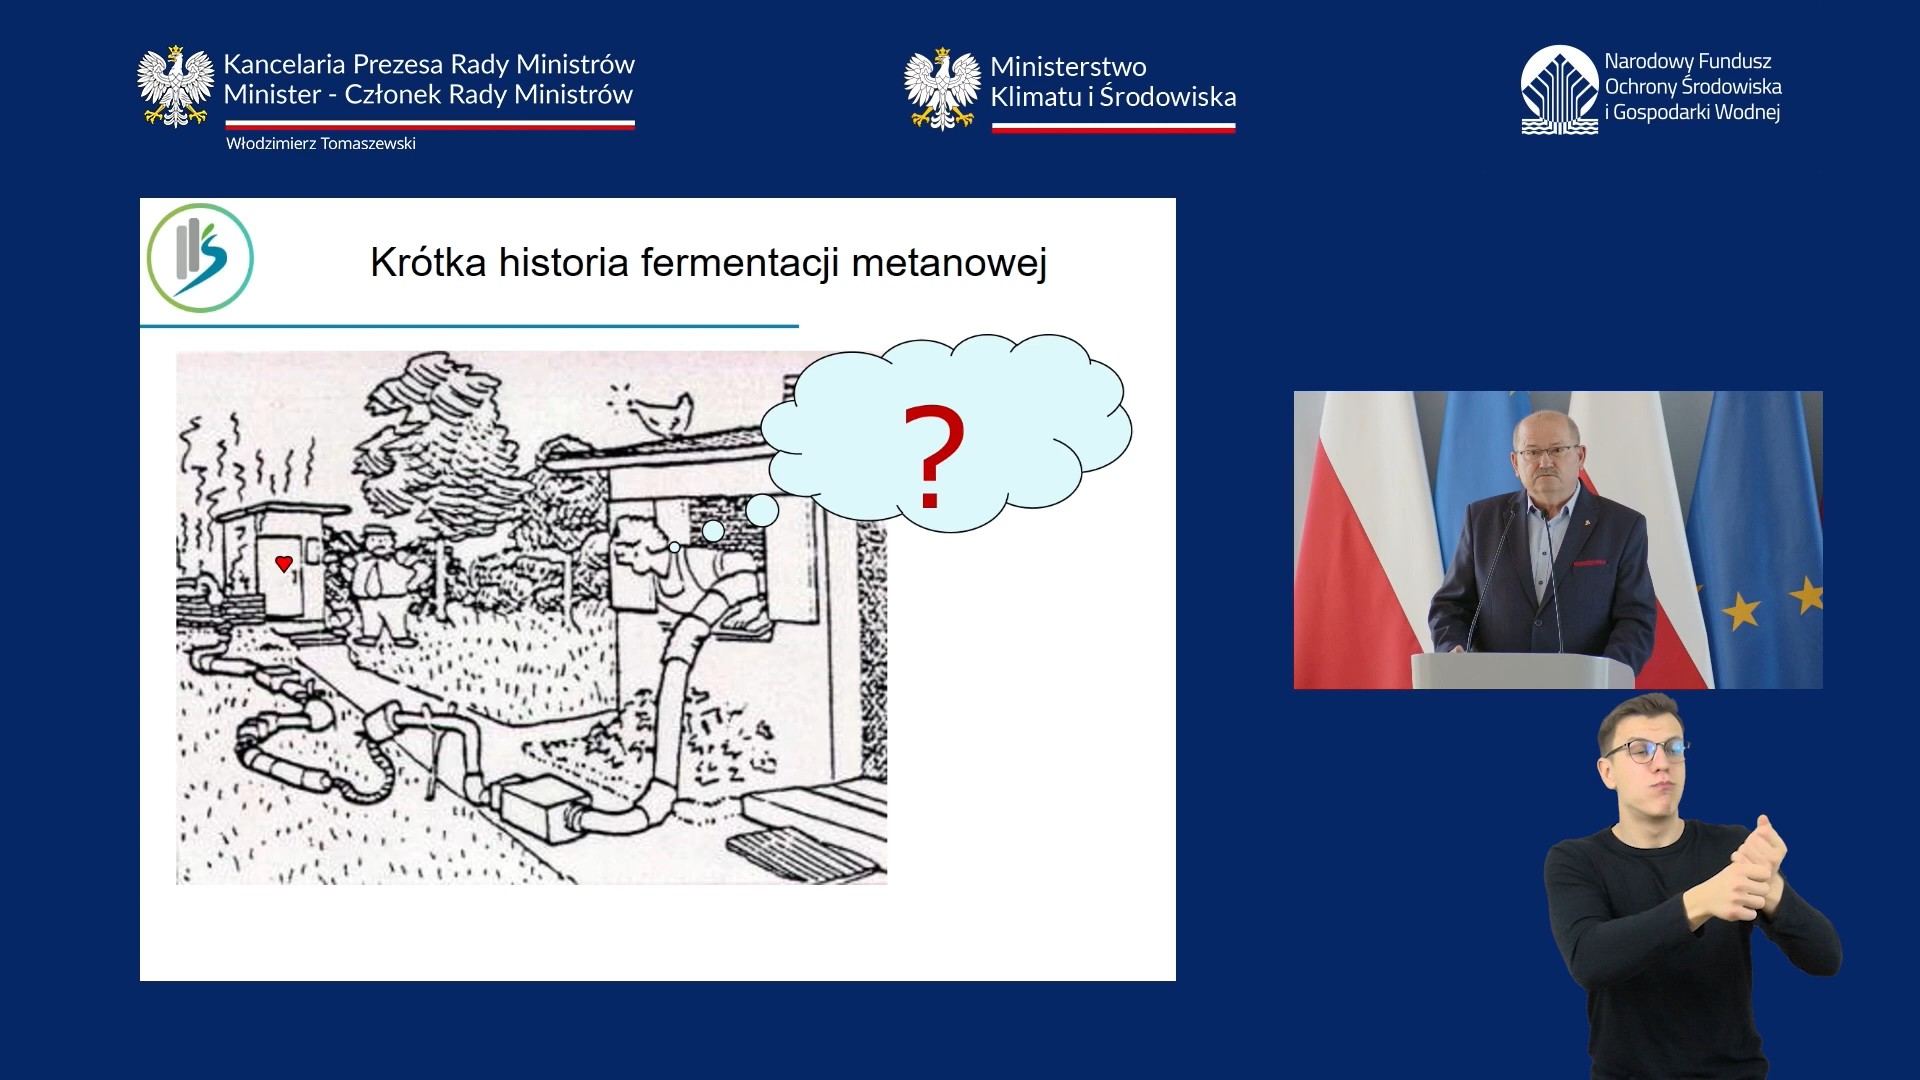 Kancelaria Prezesa Rady Ministrów
Minister - Członek Rady Ministrów
Włodzimierz Tomaszewski
Ministerstwo
Klimatu i Środowiska
Narodowy Fundusz
Ochrony Środowiska
i Gospodarki Wodnej
Krótka historia fermentacji metanowej
?